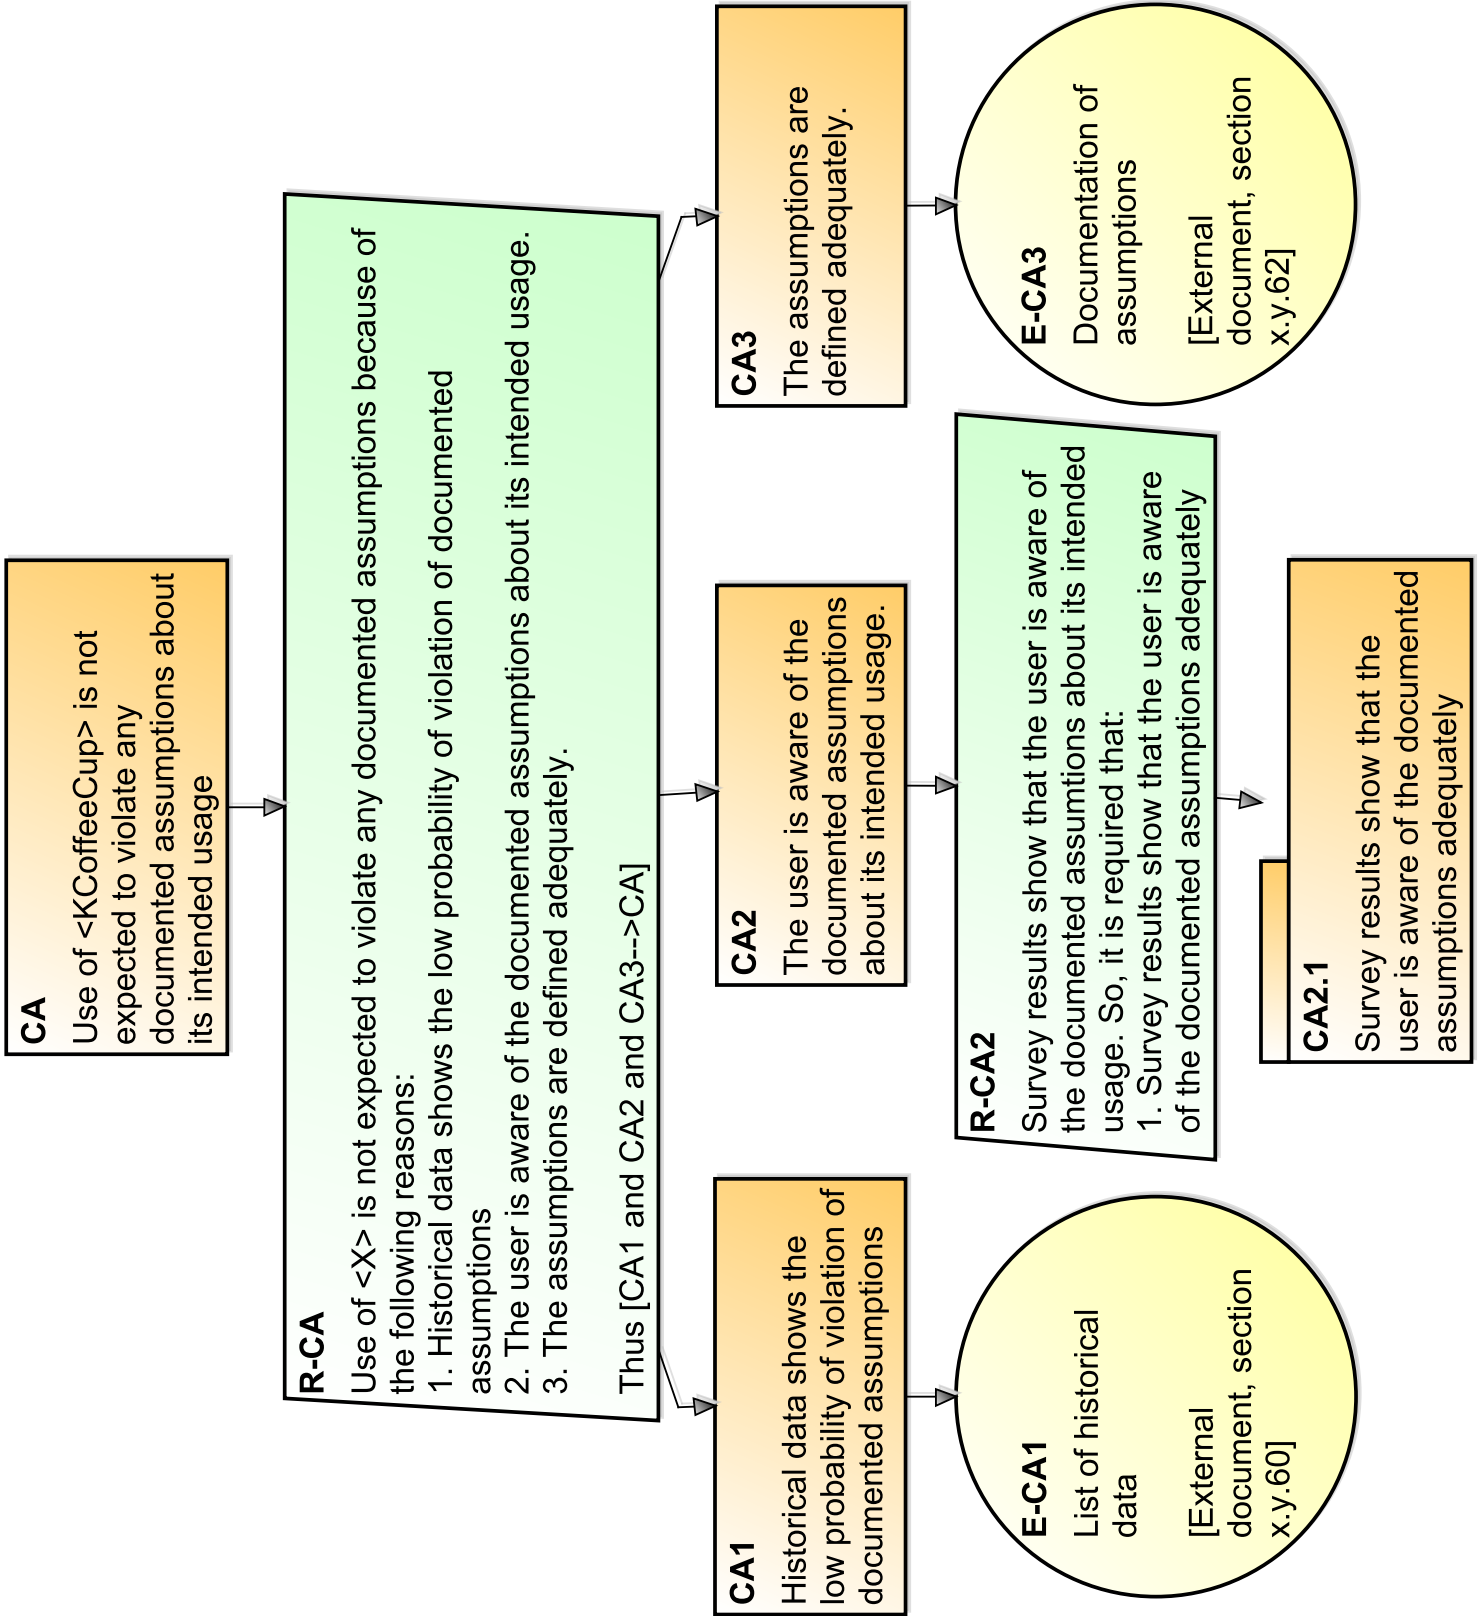 CA
Use of <KCoffeeCup> is not
expected to violate any
documented assumptions about
its intended usage
R-CA
Use of <X> is not expected to violate any documented assumptions because of
the following reasons:
1. Historical data shows the low probability of violation of documented
assumptions
2. The user is aware of the documented assumptions about its intended usage.
3. The assumptions are defined adequately.
Thus [CA1 and CA2 and CA3-->CA]
CA1
Historical data shows the
low probability of violation of
documented assumptions
CA2
The user is aware of the
documented assumptions
about its intended usage.
CA3
The assumptions are
defined adequately.
E-CA1
List of historical
data
[External
document, section
x.y.60]
R-CA2
Survey results show that the user is aware of
the documented assumtions about its intended
usage. So, it is required that:
1. Survey results show that the user is aware
of the documented assumptions adequately
E-CA3
Documentation of
assumptions
[External
document, section
x.y.62]
CA2.1
Survey results show that the
user is aware of the documented
assumptions adequately